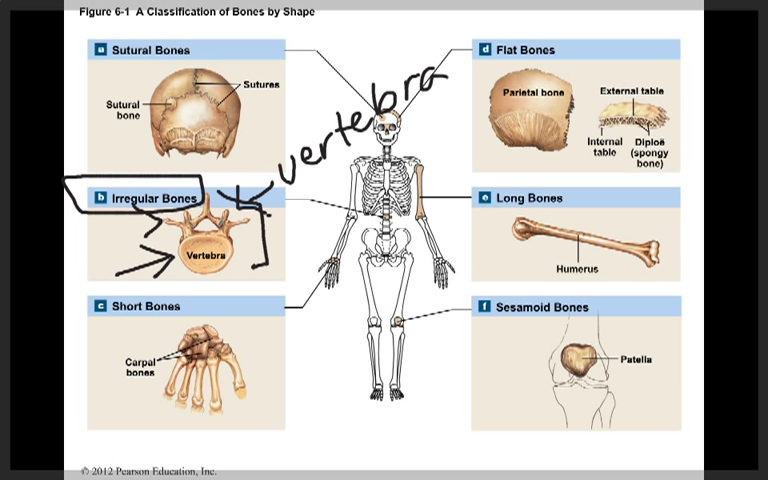 Figure 6-1 A Classification of Bones by Shape
a Sutural Bones
Sutures
Sutural
bone
vertebra
d Flat Bones
Parietal bone
External table
Internal
table
Diploë
(spongy
bone)
b Irregular Bones
Vertebra
e Long Bones
Humerus
c Short Bones
Carpal
bones
f Sesamoid Bones
Patella
© 2012 Pearson Education, Inc.